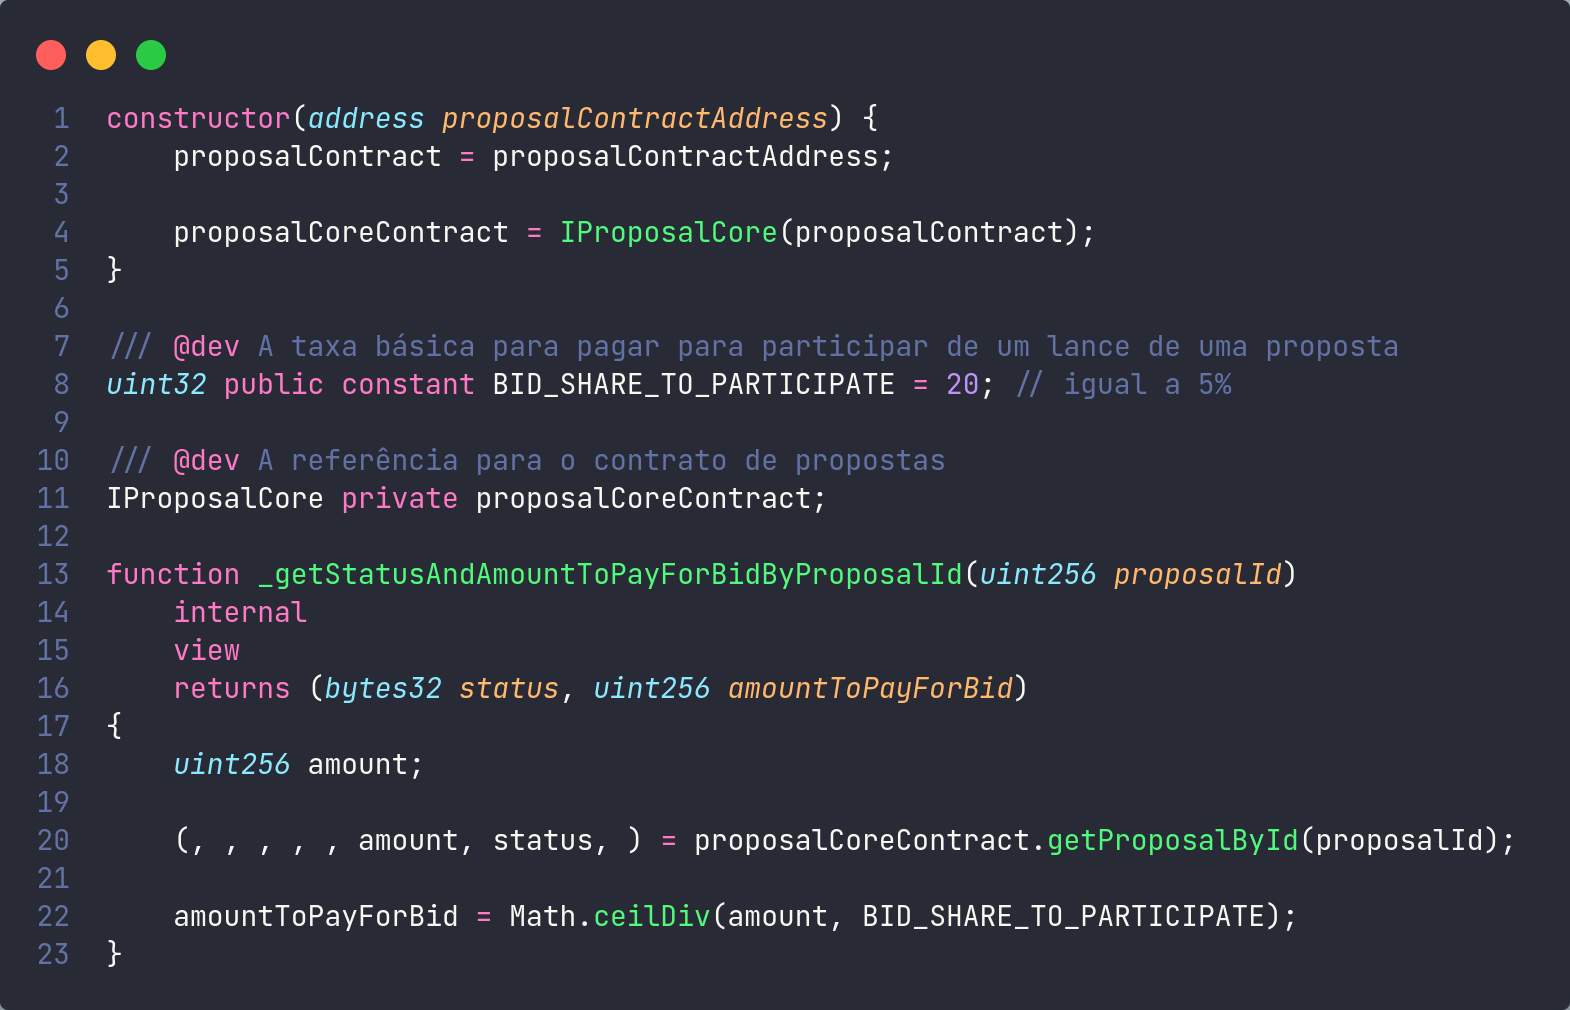 1 constructor(address proposalContractAddress) {
2 proposalContract = proposalContractAddress;
3
4 proposalCoreContract = IProposalCore(proposalContract);
5 }
6
7 /// @dev A taxa básica para pagar para participar de um lance de uma proposta
8 uint32 public constant BID_SHARE_TO_PARTICIPATE = 20; // igual a 5%
9
10 /// @dev A referência para o contrato de propostas
11 IProposalCore private proposalCoreContract;
12
13 function _getStatusAndAmountToPayForBidByProposalId(uint256 proposalId)
14 internal
15 view
16 returns (bytes32 status, uint256 amountToPayForBid)
17 {
18 uint256 amount;
19
20 (, , , , , amount, status, ) = proposalCoreContract.getProposalById(proposalId);
21
22 amountToPayForBid = Math.ceilDiv(amount, BID_SHARE_TO_PARTICIPATE);
23 }